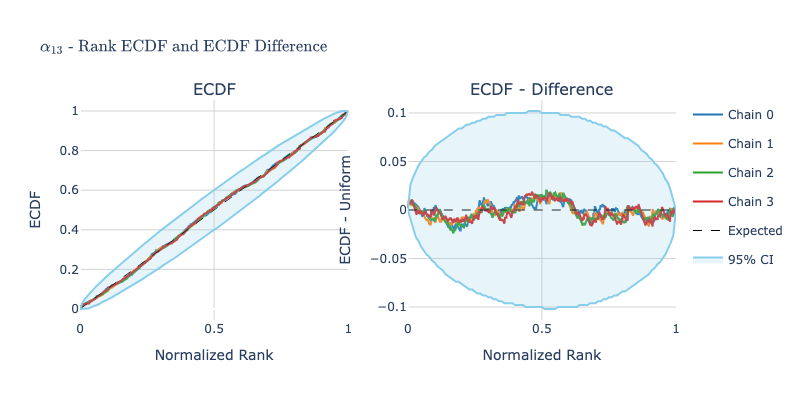 α13 - Rank ECDF and ECDF Difference
ECDF
ECDF - Difference
1
0.8
0.6
0.4
0.2
0
ECDF
0
0.5
1
Normalized Rank
0.1
0.05
0
−0.05
−0.1
ECDF - Uniform
0
0.5
1
Normalized Rank
Chain 0
Chain 1
Chain 2
Chain 3
Expected
95% CI